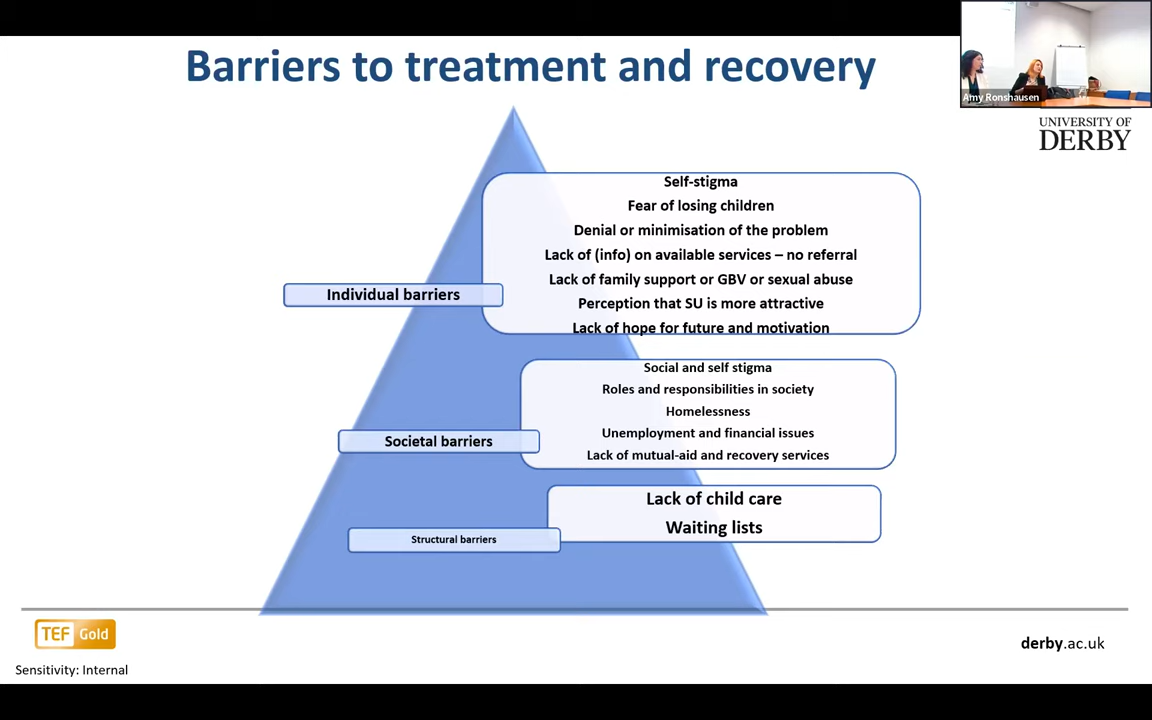 Barriers to treatment and recovery
Amy Ronshausen
UNIVERSITY OF
DERBY
Self-stigma
Fear of losing children
Denial or minimisation of the problem
Lack of (info) on available services – no referral
Lack of family support or GBV or sexual abuse
Perception that SU is more attractive
Lack of hope for future and motivation
Individual barriers
Social and self stigma
Roles and responsibilities in society
Homelessness
Unemployment and financial issues
Lack of mutual-aid and recovery services
Societal barriers
Lack of child care
Waiting lists
Structural barriers
TEF Gold
derby.ac.uk
Sensitivity: Internal